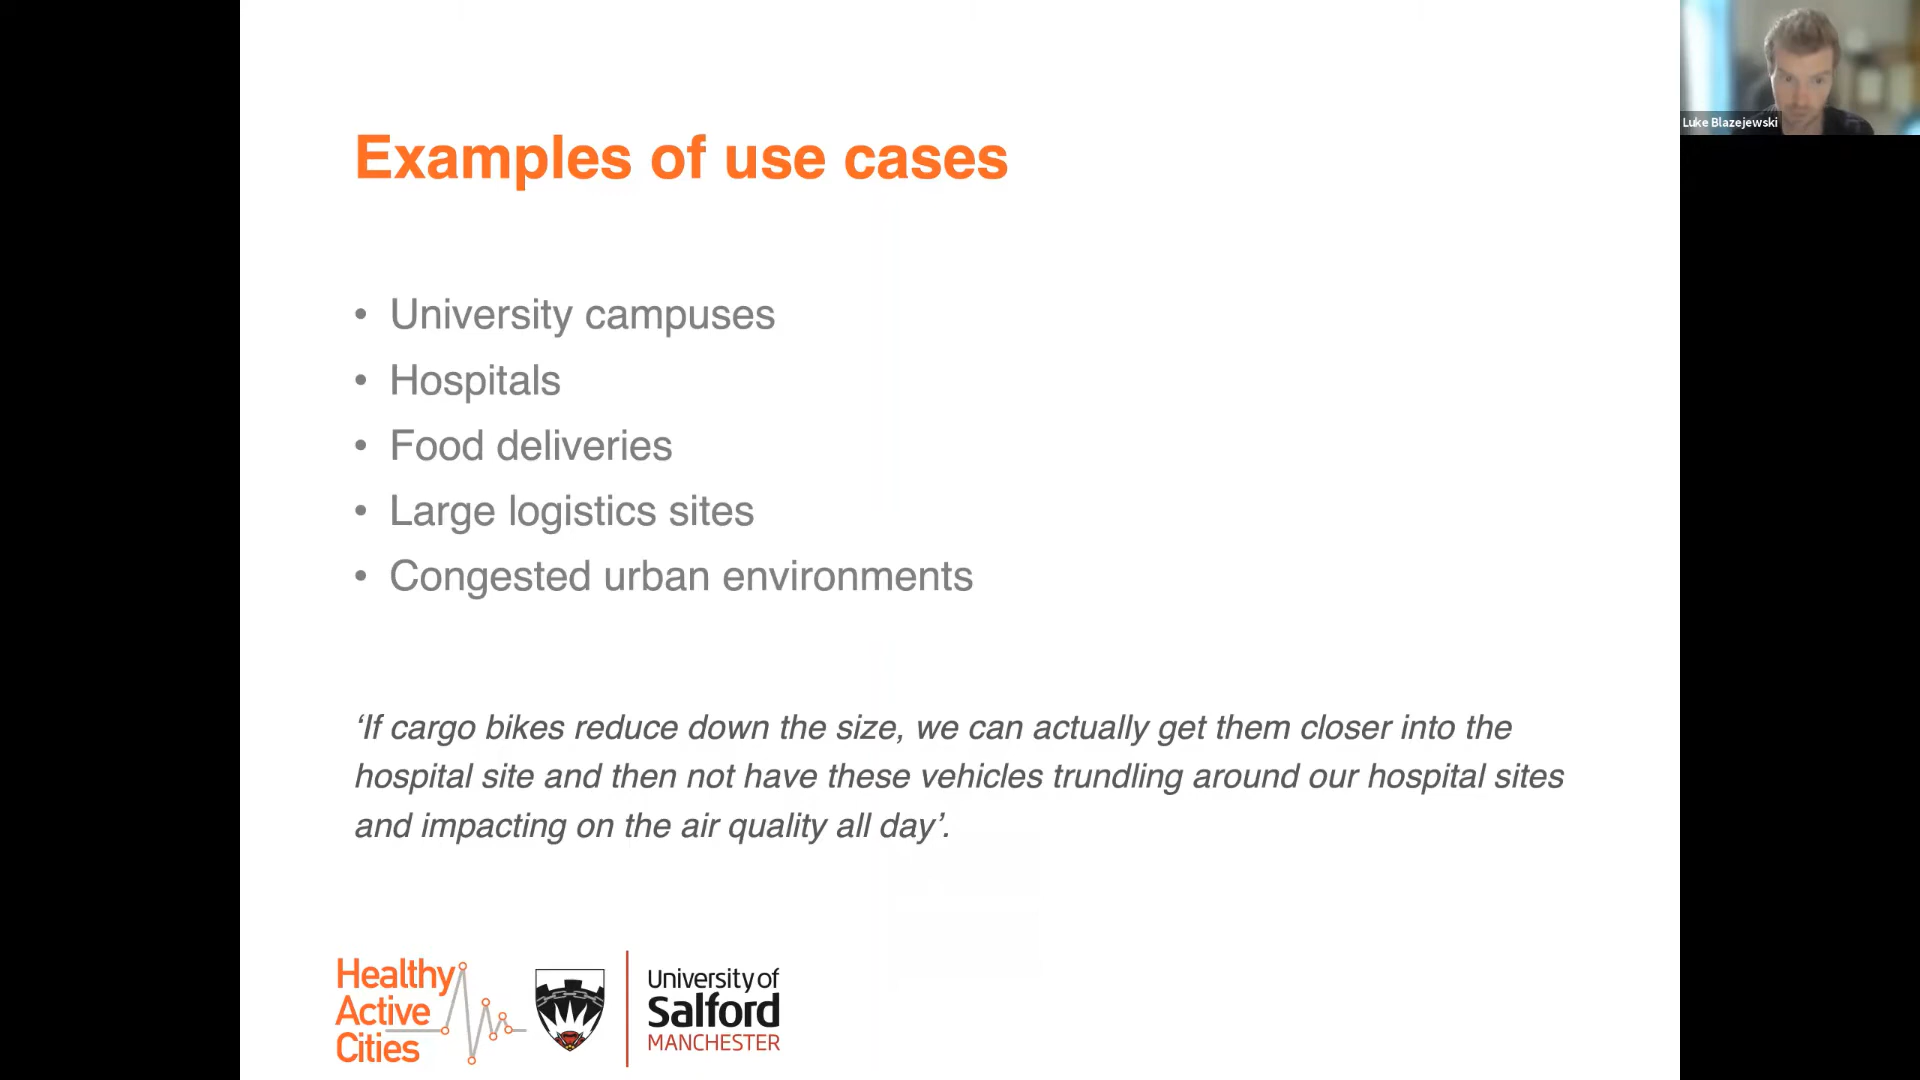 Luke Blazejewski
Examples of use cases
• University campuses
• Hospitals
• Food deliveries
• Large logistics sites
• Congested urban environments
‘If cargo bikes reduce down the size, we can actually get them closer into the
hospital site and then not have these vehicles trundling around our hospital sites
and impacting on the air quality all day’.
Healthy
Active
Cities
University of
Salford
MANCHESTER